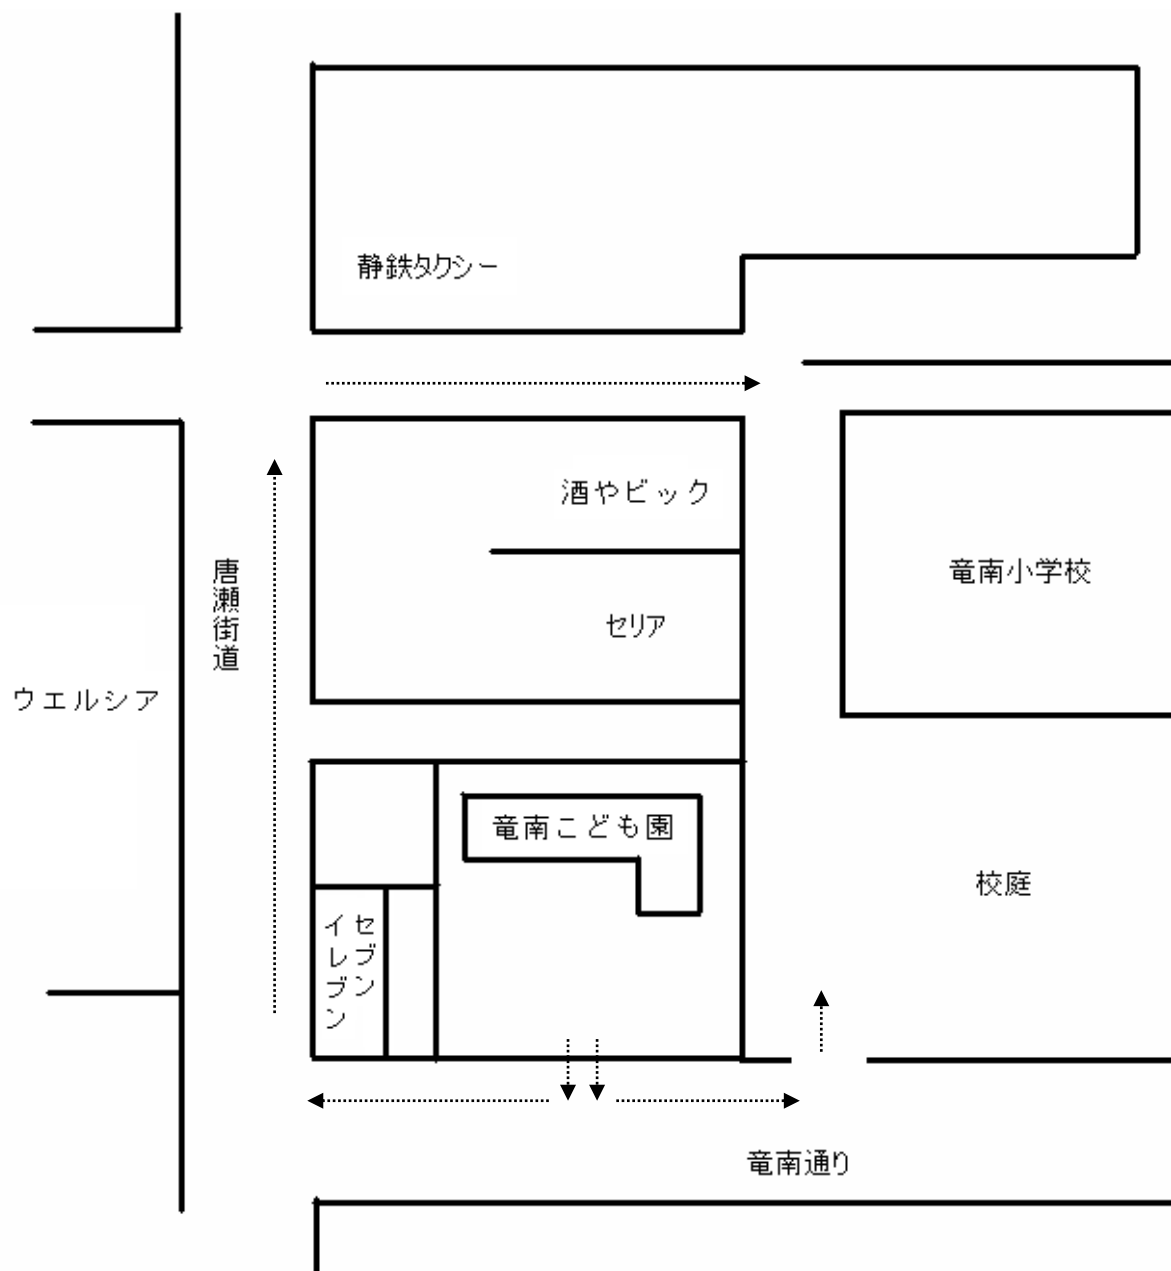 静鉄タクシー
酒やビック
唐瀬街道
竜南小学校
セリア
ウエルシア
竜南こども園
校庭
セブン
イレブン
竜南通り